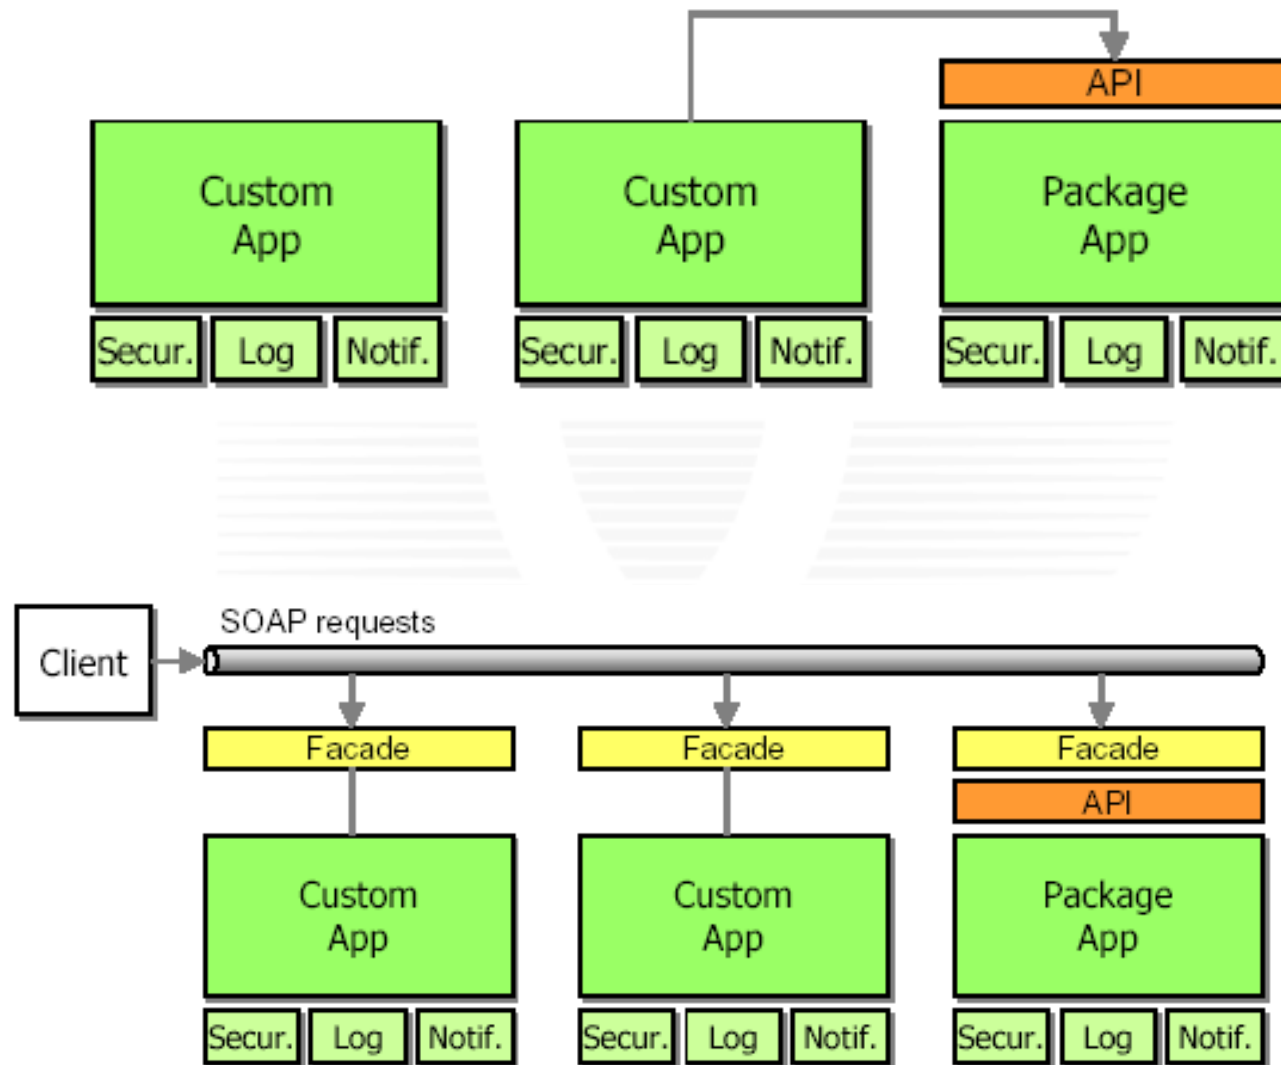 API
Custom
App
Custom
App
Package
App
Secur. Log Notif.
Secur. Log Notif.
Secur. Log Notif.
SOAP requests
Client
Facade
Facade
Facade
API
Custom
App
Custom
App
Package
App
Secur. Log Notif.
Secur. Log Notif.
Secur. Log Notif.